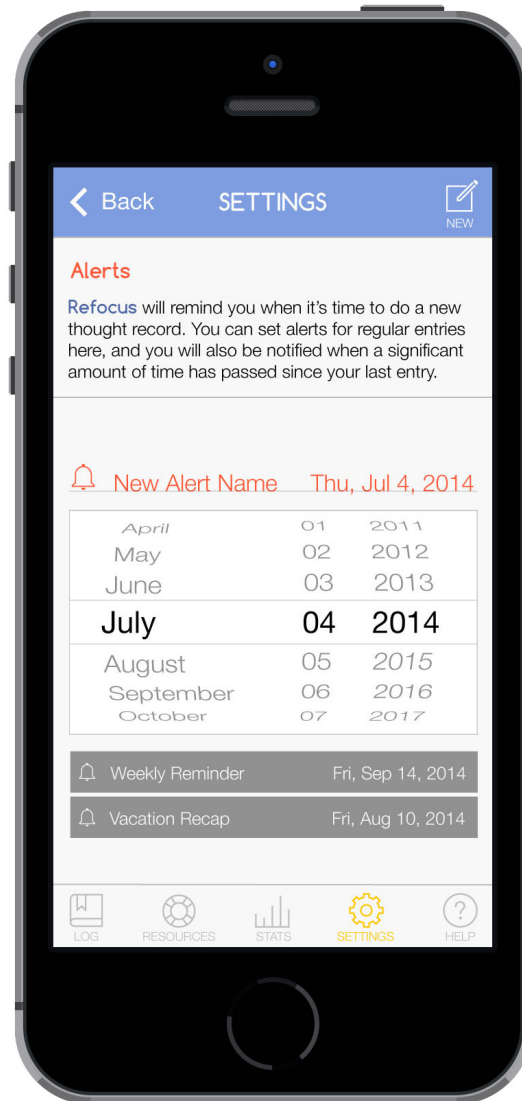 Back SETTINGS NEW
Alerts
Refocus will remind you when it's time to do a new
thought record. You can set alerts for regular entries
here, and you will also be notified when a significant
amount of time has passed since your last entry.
New Alert Name Thu, Jul 4, 2014
April 01 2011
May 02 2012
June 03 2013
July 04 2014
August 05 2015
September 06 2016
October 07 2017
Weekly Reminder Fri, Sep 14, 2014
Vacation Recap Fri, Aug 10, 2014
LOG RESOURCES STATS SETTINGS HELP